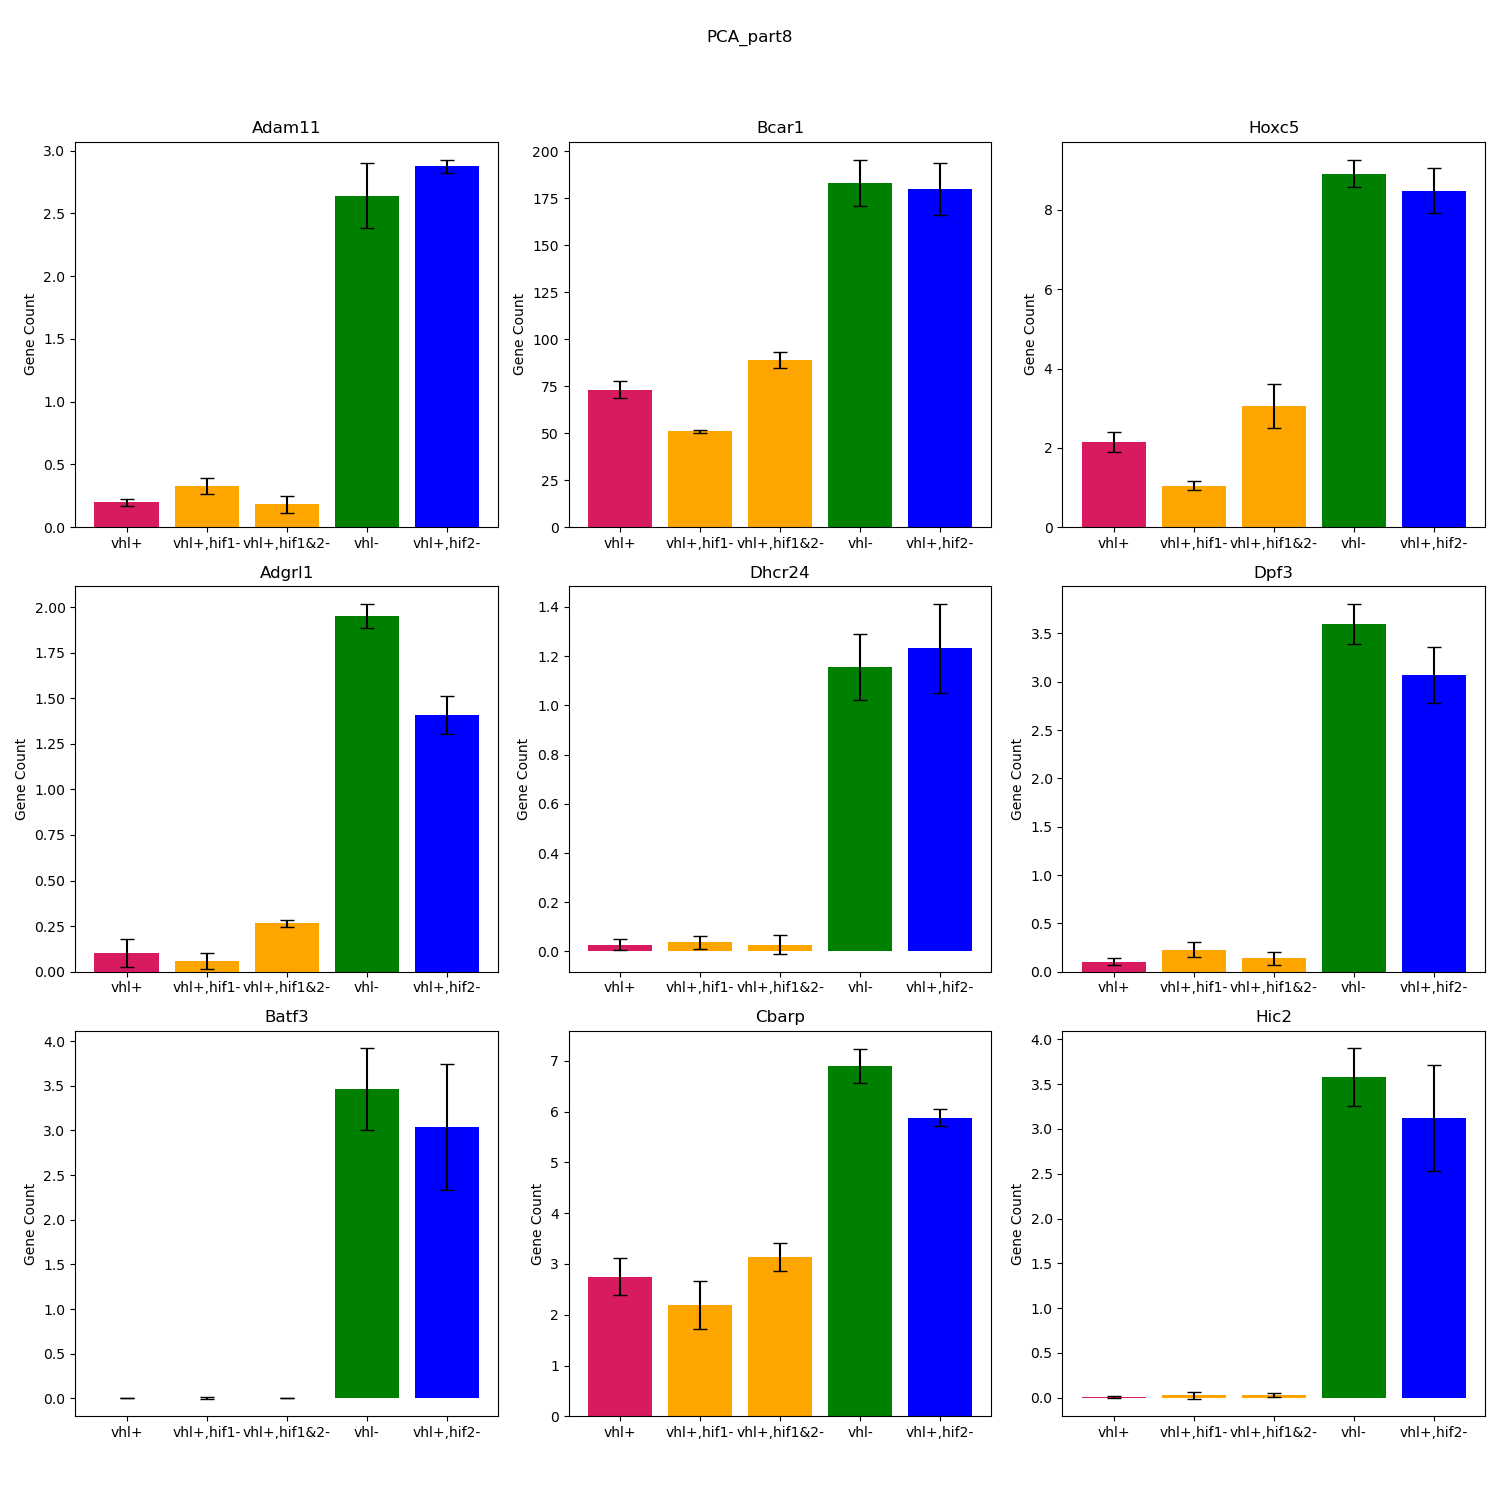 PCA_part8
Adam11
Gene Count
3.0
2.5
2.0
1.5
1.0
0.5
0.0
vhl+ vhl+,hif1- vhl+,hif1&2- vhl- vhl+,hif2-
Bcar1
Gene Count
200
175
150
125
100
75
50
25
0
vhl+ vhl+,hif1- vhl+,hif1&2- vhl- vhl+,hif2-
Hoxc5
Gene Count
8
6
4
2
0
vhl+ vhl+,hif1- vhl+,hif1&2- vhl- vhl+,hif2-
Adgrl1
Gene Count
2.00
1.75
1.50
1.25
1.00
0.75
0.50
0.25
0.00
vhl+ vhl+,hif1- vhl+,hif1&2- vhl- vhl+,hif2-
Dhcr24
Gene Count
1.4
1.2
1.0
0.8
0.6
0.4
0.2
0.0
vhl+ vhl+,hif1- vhl+,hif1&2- vhl- vhl+,hif2-
Dpf3
Gene Count
3.5
3.0
2.5
2.0
1.5
1.0
0.5
0.0
vhl+ vhl+,hif1- vhl+,hif1&2- vhl- vhl+,hif2-
Batf3
Gene Count
4.0
3.5
3.0
2.5
2.0
1.5
1.0
0.5
0.0
vhl+ vhl+,hif1- vhl+,hif1&2- vhl- vhl+,hif2-
Cbarp
Gene Count
7
6
5
4
3
2
1
0
vhl+ vhl+,hif1- vhl+,hif1&2- vhl- vhl+,hif2-
Hic2
Gene Count
4.0
3.5
3.0
2.5
2.0
1.5
1.0
0.5
0.0
vhl+ vhl+,hif1- vhl+,hif1&2- vhl- vhl+,hif2-